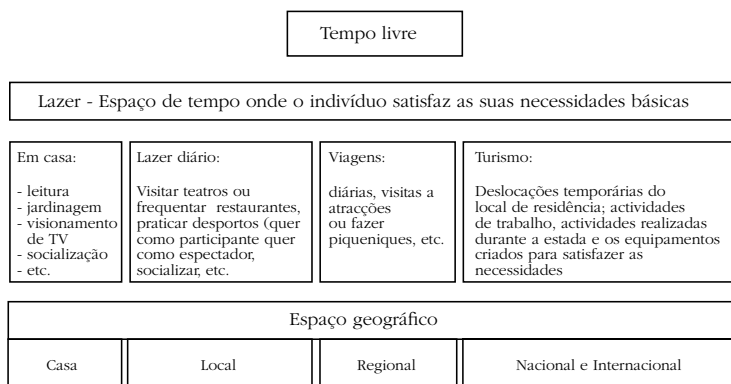 Tempo livre
Lazer - Espaço de tempo onde o indivíduo satisfaz as suas necessidades básicas
Em casa:
- leitura
- jardinagem
- visionamento
de TV
- socialização
- etc.
Lazer diário:
Visitar teatros ou
frequentar restaurantes,
praticar desportos (quer
como participante quer
como espectador,
socializar, etc.
Viagens:
diárias, visitas a
atracções
ou fazer
piqueniques, etc.
Turismo:
Deslocações temporárias do
local de residência; actividades
de trabalho, actividades realizadas
durante a estada e os equipamentos
criados para satisfazer as
necessidades
Espaço geográfico
Casa
Local
Regional
Nacional e Internacional